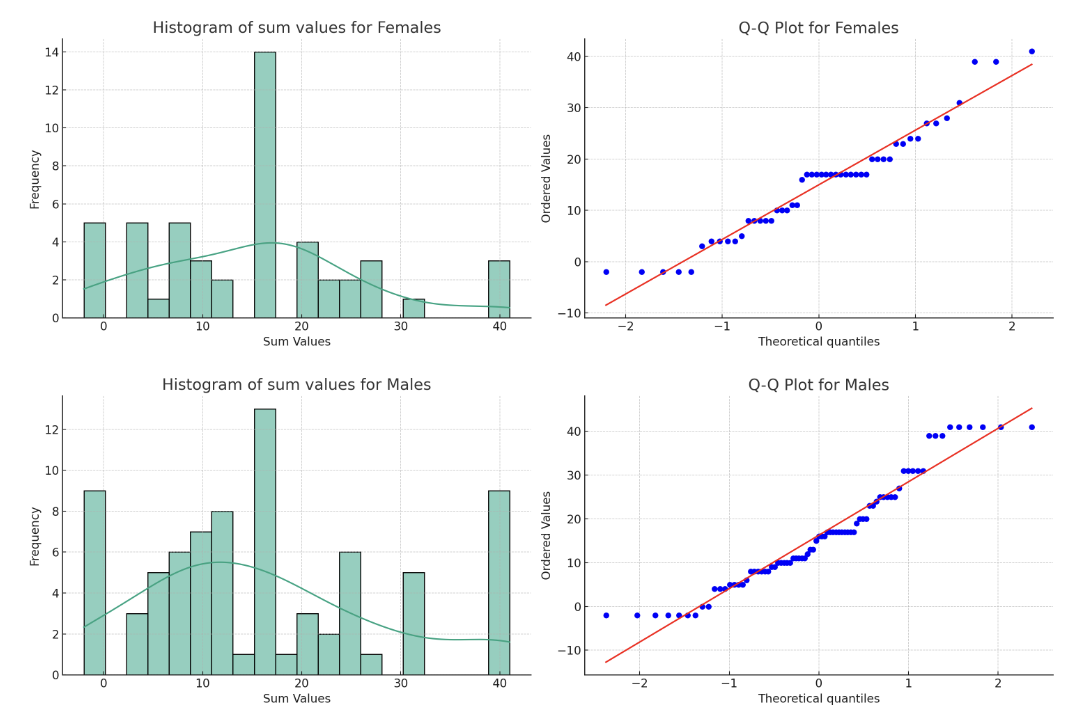 Histogram of sum values for Females
14
12
10
8
6
4
2
0
Frequency
0 10 20 30 40
Sum Values
Q-Q Plot for Females
40
30
20
10
0
−10
Ordered Values
−2 −1 0 1 2
Theoretical quantiles
Histogram of sum values for Males
12
10
8
6
4
2
0
Frequency
0 10 20 30 40
Sum Values
Q-Q Plot for Males
40
30
20
10
0
−10
Ordered Values
−2 −1 0 1 2
Theoretical quantiles